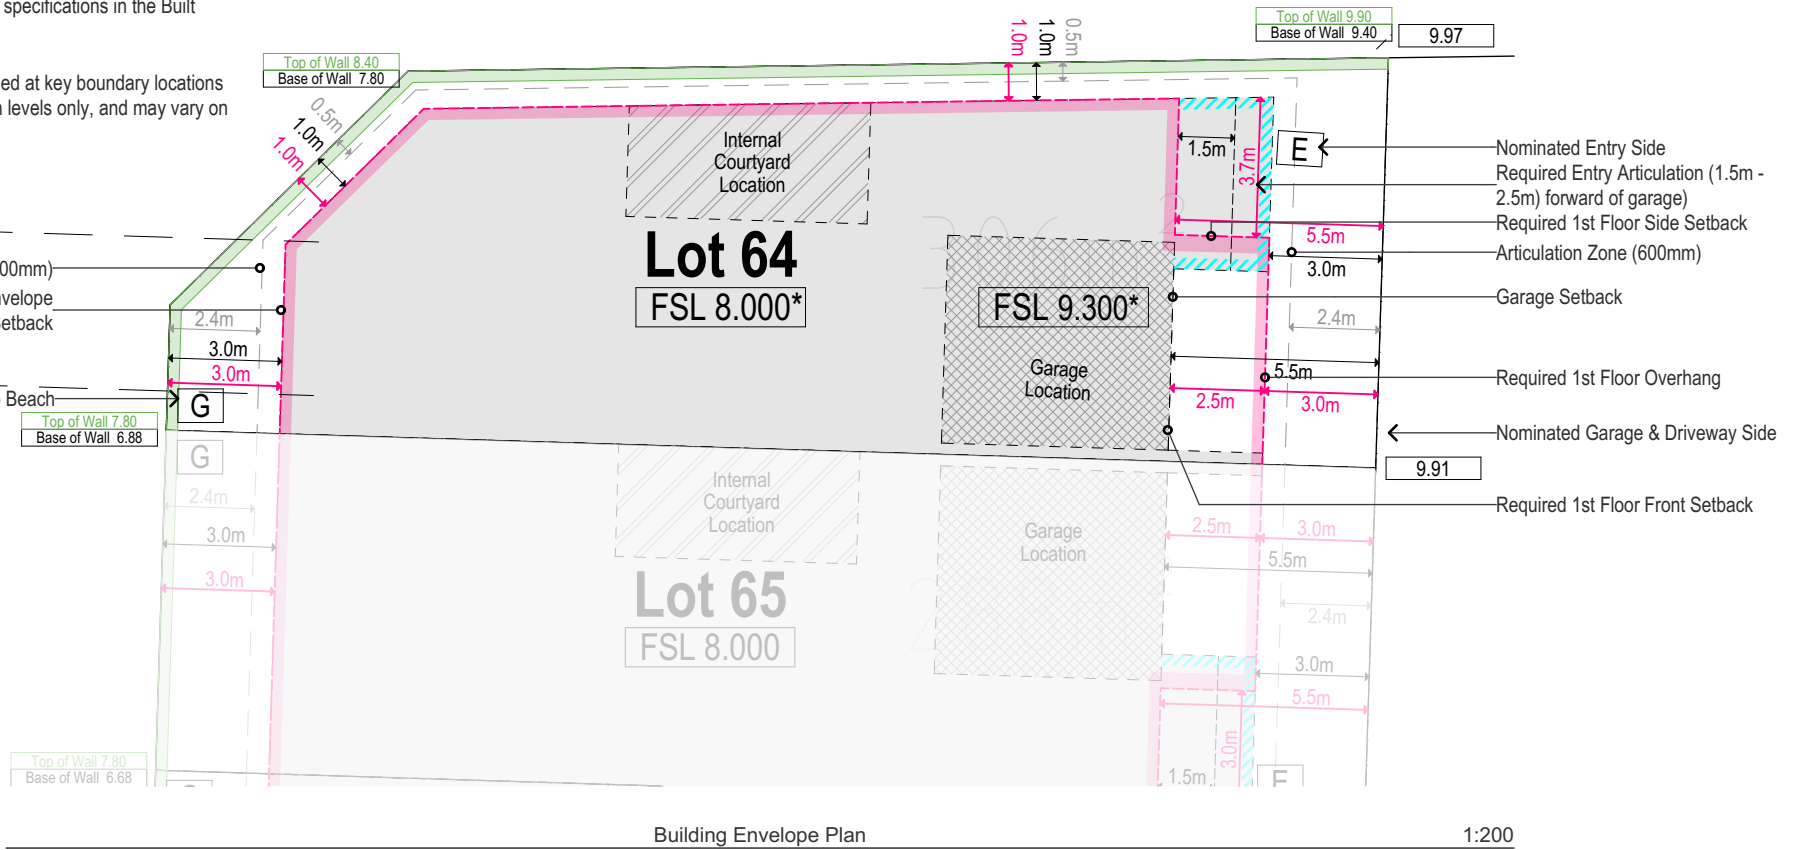 specifications in the Built
ed at key boundary locations
n levels only, and may vary on
Top of Wall 8.40
Base of Wall 7.80
Top of Wall 9.90
Base of Wall 9.40
9.97
1.0m
1.0m
0.5m
0.5m
1.0m
1.0m
Internal
Courtyard
Location
1.5m
3.7m
E
Nominated Entry Side
Required Entry Articulation (1.5m -
2.5m) forward of garage)
Required 1st Floor Side Setback
5.5m
Articulation Zone (600mm)
3.0m
Garage Setback
00mm)
nvelope
Setback
Lot 64
FSL 8.000*
FSL 9.300*
Garage
Location
2.4m
3.0m
3.0m
2.4m
5.5m
2.5m
3.0m
Required 1st Floor Overhang
Beach
G
Top of Wall 7.80
Base of Wall 6.88
Nominated Garage & Driveway Side
9.91
Required 1st Floor Front Setback
G
2.4m
3.0m
3.0m
Internal
Courtyard
Location
Garage
Location
Lot 65
FSL 8.000
2.5m
3.0m
5.5m
2.4m
3.0m
5.5m
3.0m
1.5m
E
Top of Wall 7.80
Base of Wall 6.68
Building Envelope Plan
1:200